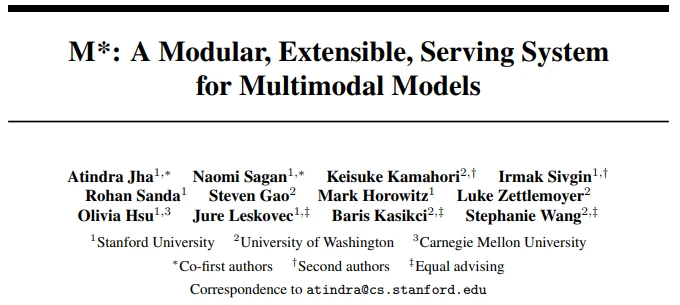 M*: A Modular, Extensible, Serving System
for Multimodal Models
Atindra Jha1,* Naomi Sagan1,* Keisuke Kamahori2,† Irmak Sivgin1,†
Rohan Sanda1 Steven Gao2 Mark Horowitz1 Luke Zettlemoyer2
Olivia Hsu1,3 Jure Leskovec1,‡ Baris Kasikci2,‡ Stephanie Wang2,‡
1Stanford University 2University of Washington 3Carnegie Mellon University
*Co-first authors †Second authors ‡Equal advising
Correspondence to atindra@cs.stanford.edu